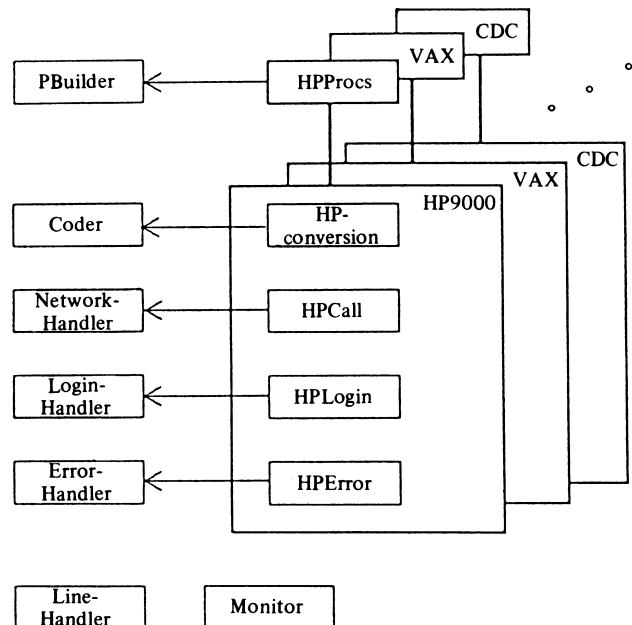 CDC
VAX
PBuilder
HPProcs
CDC
VAX
HP9000
Coder
HP-
conversion
Network-
Handler
HPCall
Login-
Handler
HPLogin
Error-
Handler
HPError
Line-
Handler
Monitor